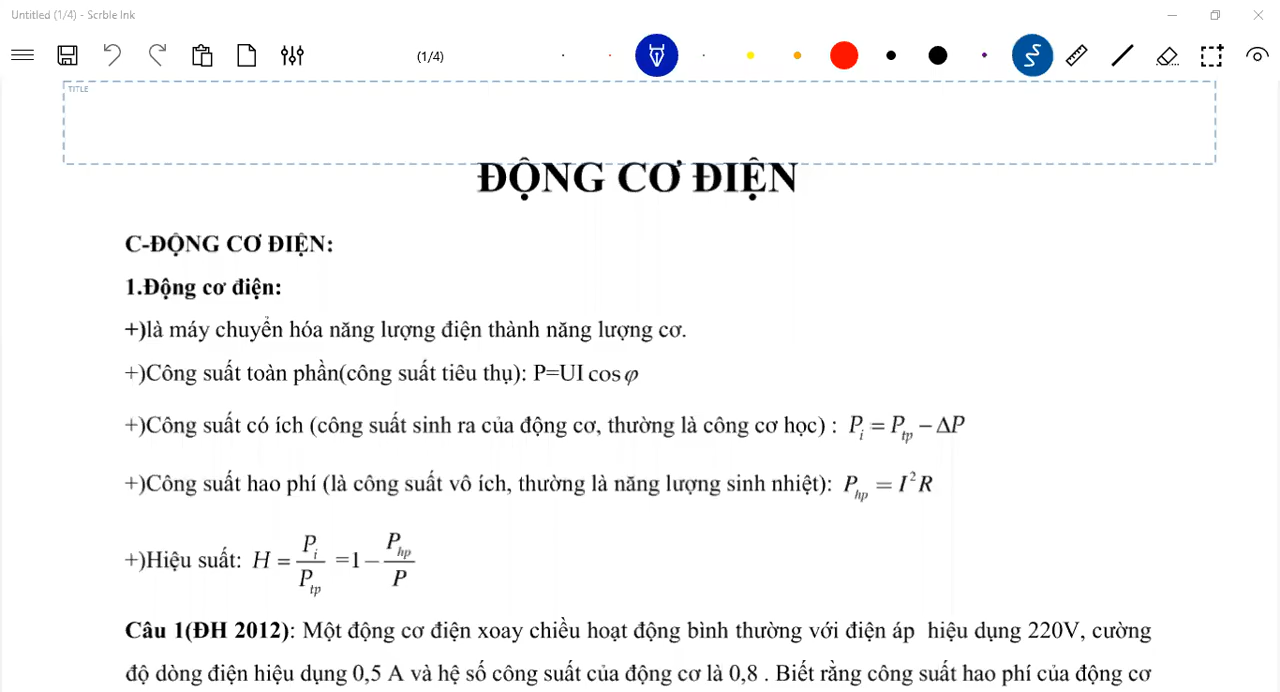 Untitled (1/4) - Scrble Ink
(1/4)
TITLE
ĐỘNG CƠ ĐIỆN
C-ĐỘNG CƠ ĐIỆN:
1.Động cơ điện:
+)là máy chuyển hóa năng lượng điện thành năng lượng cơ.
+)Công suất toàn phần(công suất tiêu thụ): P=UI cos φ
+)Công suất có ích (công suất sinh ra của động cơ, thường là công cơ học) : P_i = P_tp − ΔP
+)Công suất hao phí (là công suất vô ích, thường là năng lượng sinh nhiệt): P_hp = I²R
+)Hiệu suất: H = P_i / P_tp =1− P_hp / P
Câu 1(ĐH 2012): Một động cơ điện xoay chiều hoạt động bình thường với điện áp hiệu dụng 220V, cường
độ dòng điện hiệu dụng 0,5 A và hệ số công suất của động cơ là 0,8 . Biết rằng công suất hao phí của động cơ